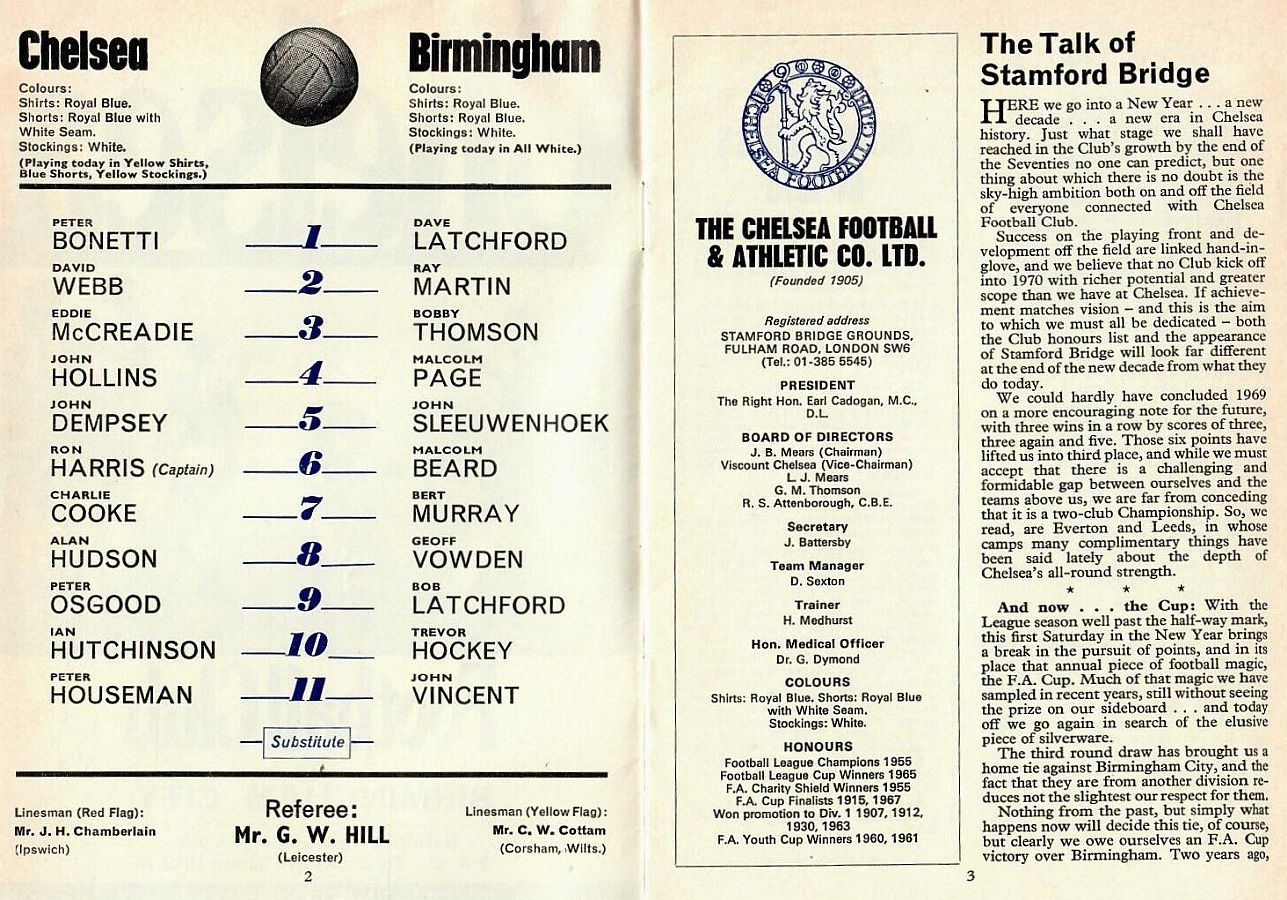 Chelsea
Colours:
Shirts: Royal Blue.
Shorts: Royal Blue with
White Seam.
Stockings: White.
(Playing today in Yellow Shirts,
Blue Shorts, Yellow Stockings.)
Birmingham
Colours:
Shirts: Royal Blue.
Shorts: Royal Blue.
Stockings: White.
(Playing today in All White.)
PETER DAVE
BONETTI 1 LATCHFORD
DAVID RAY
WEBB 2 MARTIN
EDDIE BOBBY
McCREADIE 3 THOMSON
JOHN MALCOLM
HOLLINS 4 PAGE
JOHN JOHN
DEMPSEY 5 SLEEUWENHOEK
RON MALCOLM
HARRIS (Captain) 6 BEARD
CHARLIE BERT
COOKE 7 MURRAY
ALAN GEOFF
HUDSON 8 VOWDEN
PETER BOB
OSGOOD 9 LATCHFORD
IAN TREVOR
HUTCHINSON 10 HOCKEY
PETER JOHN
HOUSEMAN 11 VINCENT
Substitute
Linesman (Red Flag):
Mr. J. H. Chamberlain
(Ipswich)
Referee:
Mr. G. W. HILL
(Leicester)
Linesman (Yellow Flag):
Mr. C. W. Cottam
(Corsham, Wilts.)
2
CHELSEA FOOTBALL CLUB LIMITED
THE CHELSEA FOOTBALL
& ATHLETIC CO. LTD.
(Founded 1905)
Registered address
STAMFORD BRIDGE GROUNDS,
FULHAM ROAD, LONDON SW6
(Tel.: 01-385 5545)
PRESIDENT
The Right Hon. Earl Cadogan, M.C.,
D.L.
BOARD OF DIRECTORS
J. B. Mears (Chairman)
Viscount Chelsea (Vice-Chairman)
L. J. Mears
G. M. Thomson
R. S. Attenborough, C.B.E.
Secretary
J. Battersby
Team Manager
D. Sexton
Trainer
H. Medhurst
Hon. Medical Officer
Dr. G. Dymond
COLOURS
Shirts: Royal Blue. Shorts: Royal Blue
with White Seam.
Stockings: White.
HONOURS
Football League Champions 1955
Football League Cup Winners 1965
F.A. Charity Shield Winners 1955
F.A. Cup Finalists 1915, 1967
Won promotion to Div. 1 1907, 1912,
1930, 1963
F.A. Youth Cup Winners 1960, 1961
The Talk of
Stamford Bridge
HERE we go into a New Year . . . a new
decade . . . a new era in Chelsea
history. Just what stage we shall have
reached in the Club's growth by the end of
the Seventies no one can predict, but one
thing about which there is no doubt is the
sky-high ambition both on and off the field
of everyone connected with Chelsea
Football Club.
Success on the playing front and de-
velopment off the field are linked hand-in-
glove, and we believe that no Club kick off
into 1970 with richer potential and greater
scope than we have at Chelsea. If achieve-
ment matches vision – and this is the aim
to which we must all be dedicated – both
the Club honours list and the appearance
of Stamford Bridge will look far different
at the end of the new decade from what they
do today.
We could hardly have concluded 1969
on a more encouraging note for the future,
with three wins in a row by scores of three,
three again and five. Those six points have
lifted us into third place, and while we must
accept that there is a challenging and
formidable gap between ourselves and the
teams above us, we are far from conceding
that it is a two-club Championship. So, we
read, are Everton and Leeds, in whose
camps many complimentary things have
been said lately about the depth of
Chelsea's all-round strength.
★ ★ ★
And now . . . the Cup: With the
League season well past the half-way mark,
this first Saturday in the New Year brings
a break in the pursuit of points, and in its
place that annual piece of football magic,
the F.A. Cup. Much of that magic we have
sampled in recent years, still without seeing
the prize on our sideboard . . . and today
off we go again in search of the elusive
piece of silverware.
The third round draw has brought us a
home tie against Birmingham City, and the
fact that they are from another division re-
duces not the slightest our respect for them.
Nothing from the past, but simply what
happens now will decide this tie, of course,
but clearly we owe ourselves an F.A. Cup
victory over Birmingham. Two years ago,
3